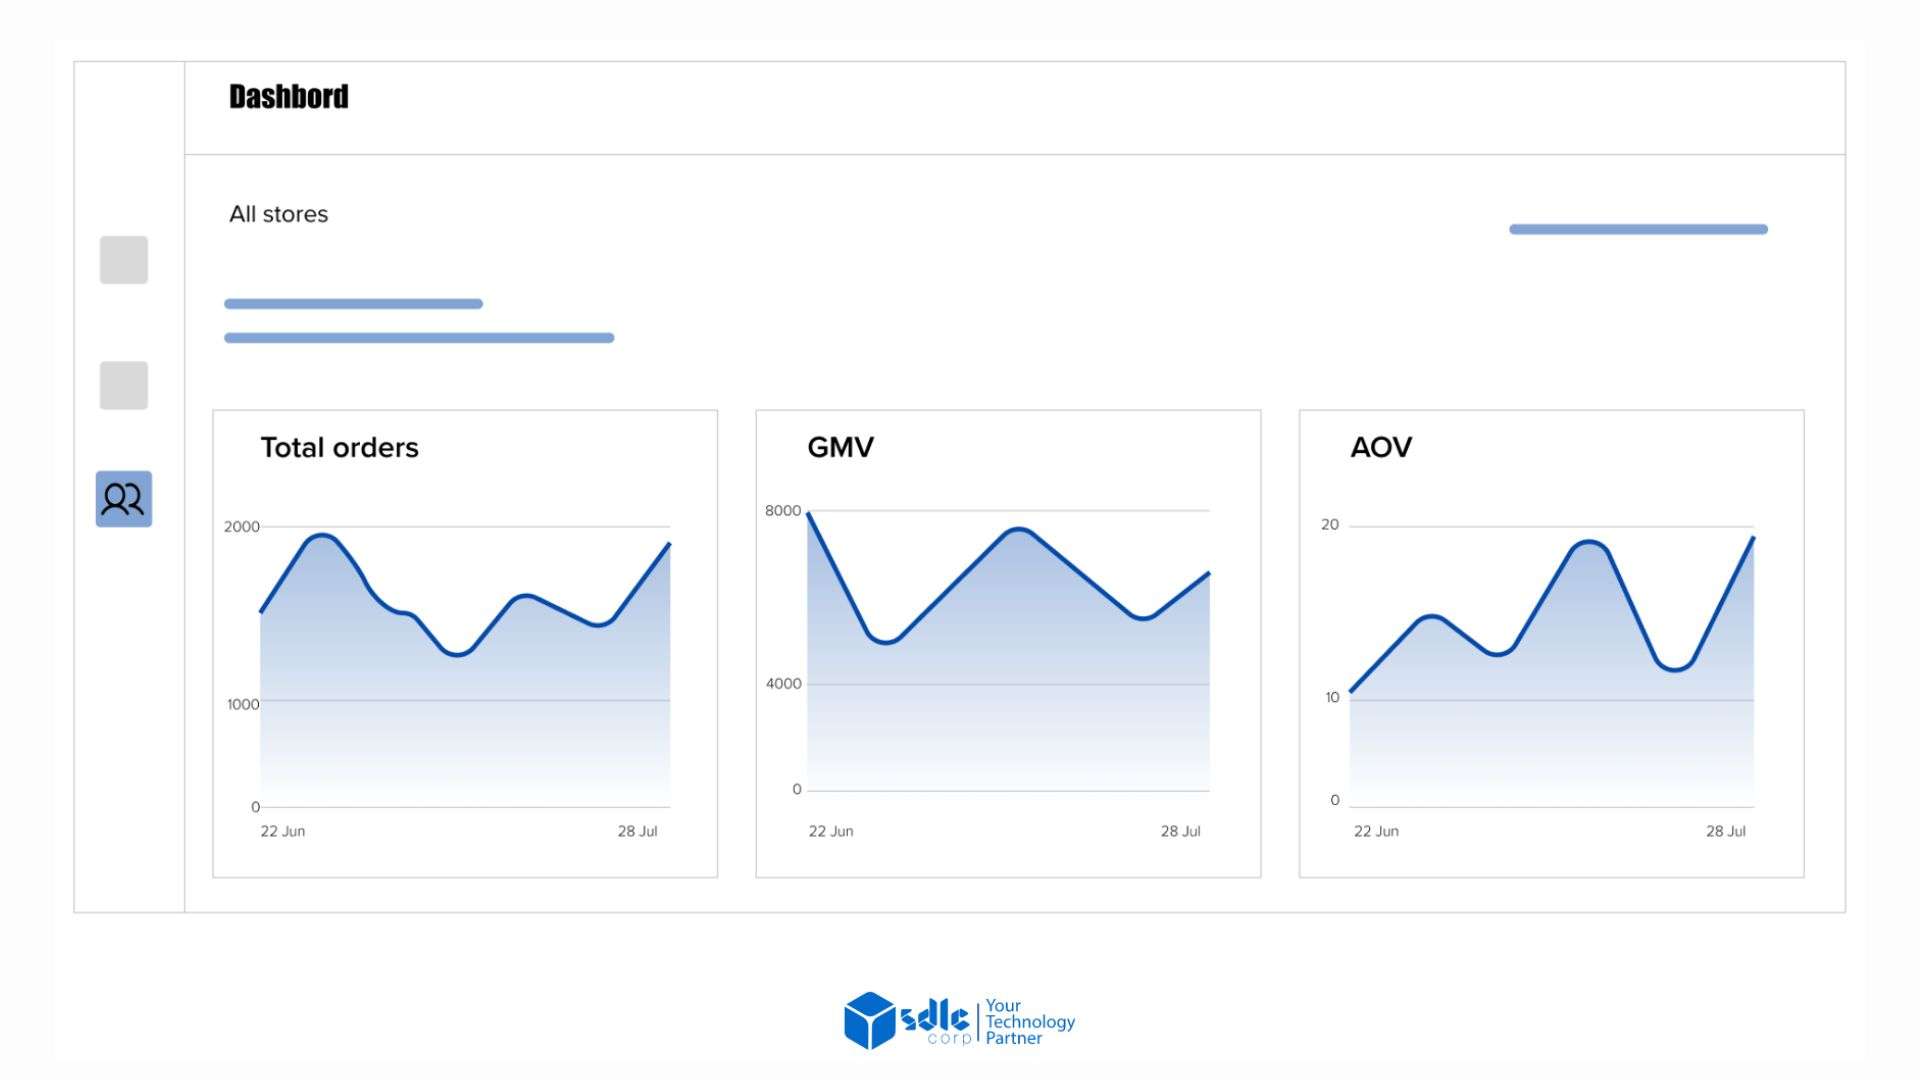 Dashbord
All stores
Total orders
2000
1000
0
22 Jun
28 Jul
GMV
8000
4000
0
22 Jun
28 Jul
AOV
20
10
0
22 Jun
28 Jul
sdlc
corp
Your
Technology
Partner